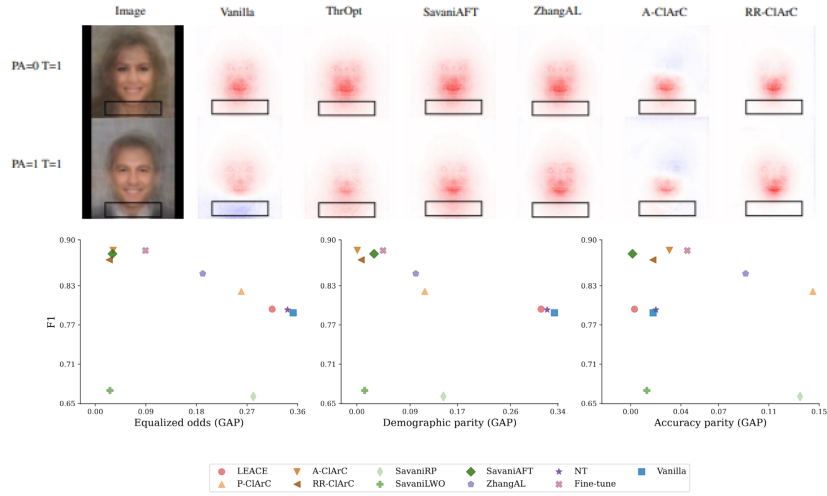 Image Vanilla ThrOpt SavaniAFT ZhangAL A-ClArC RR-ClArC
PA=0 T=1
PA=1 T=1
F1
0.90
0.83
0.77
0.71
0.65
0.00 0.09 0.18 0.27 0.36
Equalized odds (GAP)
0.90
0.83
0.77
0.71
0.65
0.00 0.09 0.17 0.26 0.34
Demographic parity (GAP)
0.90
0.83
0.77
0.71
0.65
0.00 0.04 0.07 0.11 0.15
Accuracy parity (GAP)
LEACE A-ClArC SavaniRP SavaniAFT NT Vanilla
P-ClArC RR-ClArC SavaniLWO ZhangAL Fine-tune